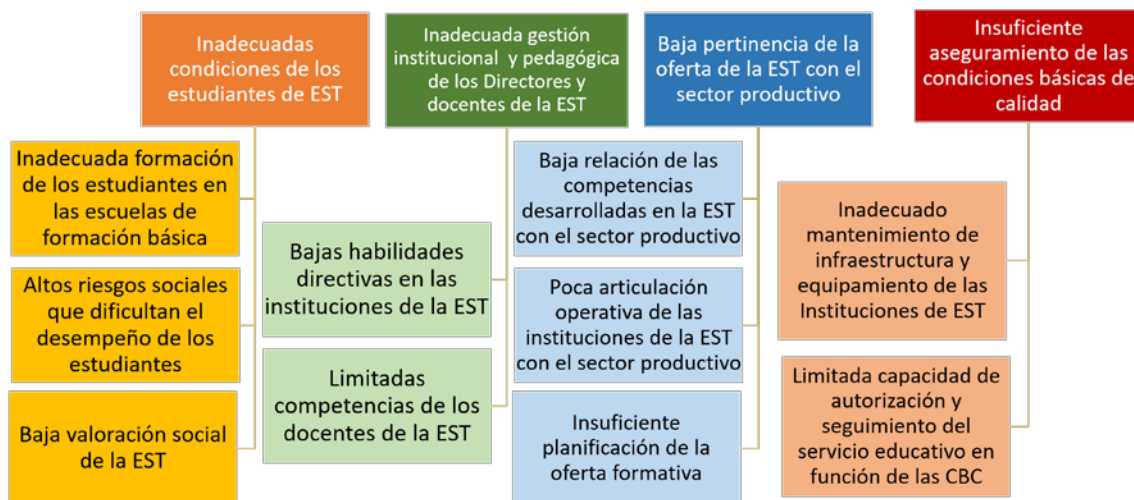 Inadecuadas
condiciones de los
estudiantes de EST
Inadecuada formación
de los estudiantes en
las escuelas de
formación básica
Altos riesgos sociales
que dificultan el
desempeño de los
estudiantes
Baja valoración social
de la EST
Inadecuada gestión
institucional y pedagógica
de los Directores y
docentes de la EST
Bajas habilidades
directivas en las
instituciones de la EST
Limitadas
competencias de los
docentes de la EST
Baja pertinencia de la
oferta de la EST con el
sector productivo
Baja relación de las
competencias
desarrolladas en la EST
con el sector productivo
Poca articulación
operativa de las
instituciones de la EST
con el sector productivo
Insuficiente
planificación de la
oferta formativa
Insuficiente
aseguramiento de las
condiciones básicas de
calidad
Inadecuado
mantenimiento de
infraestructura y
equipamiento de las
Instituciones de EST
Limitada capacidad de
autorización y
seguimiento del
servicio educativo en
función de las CBC